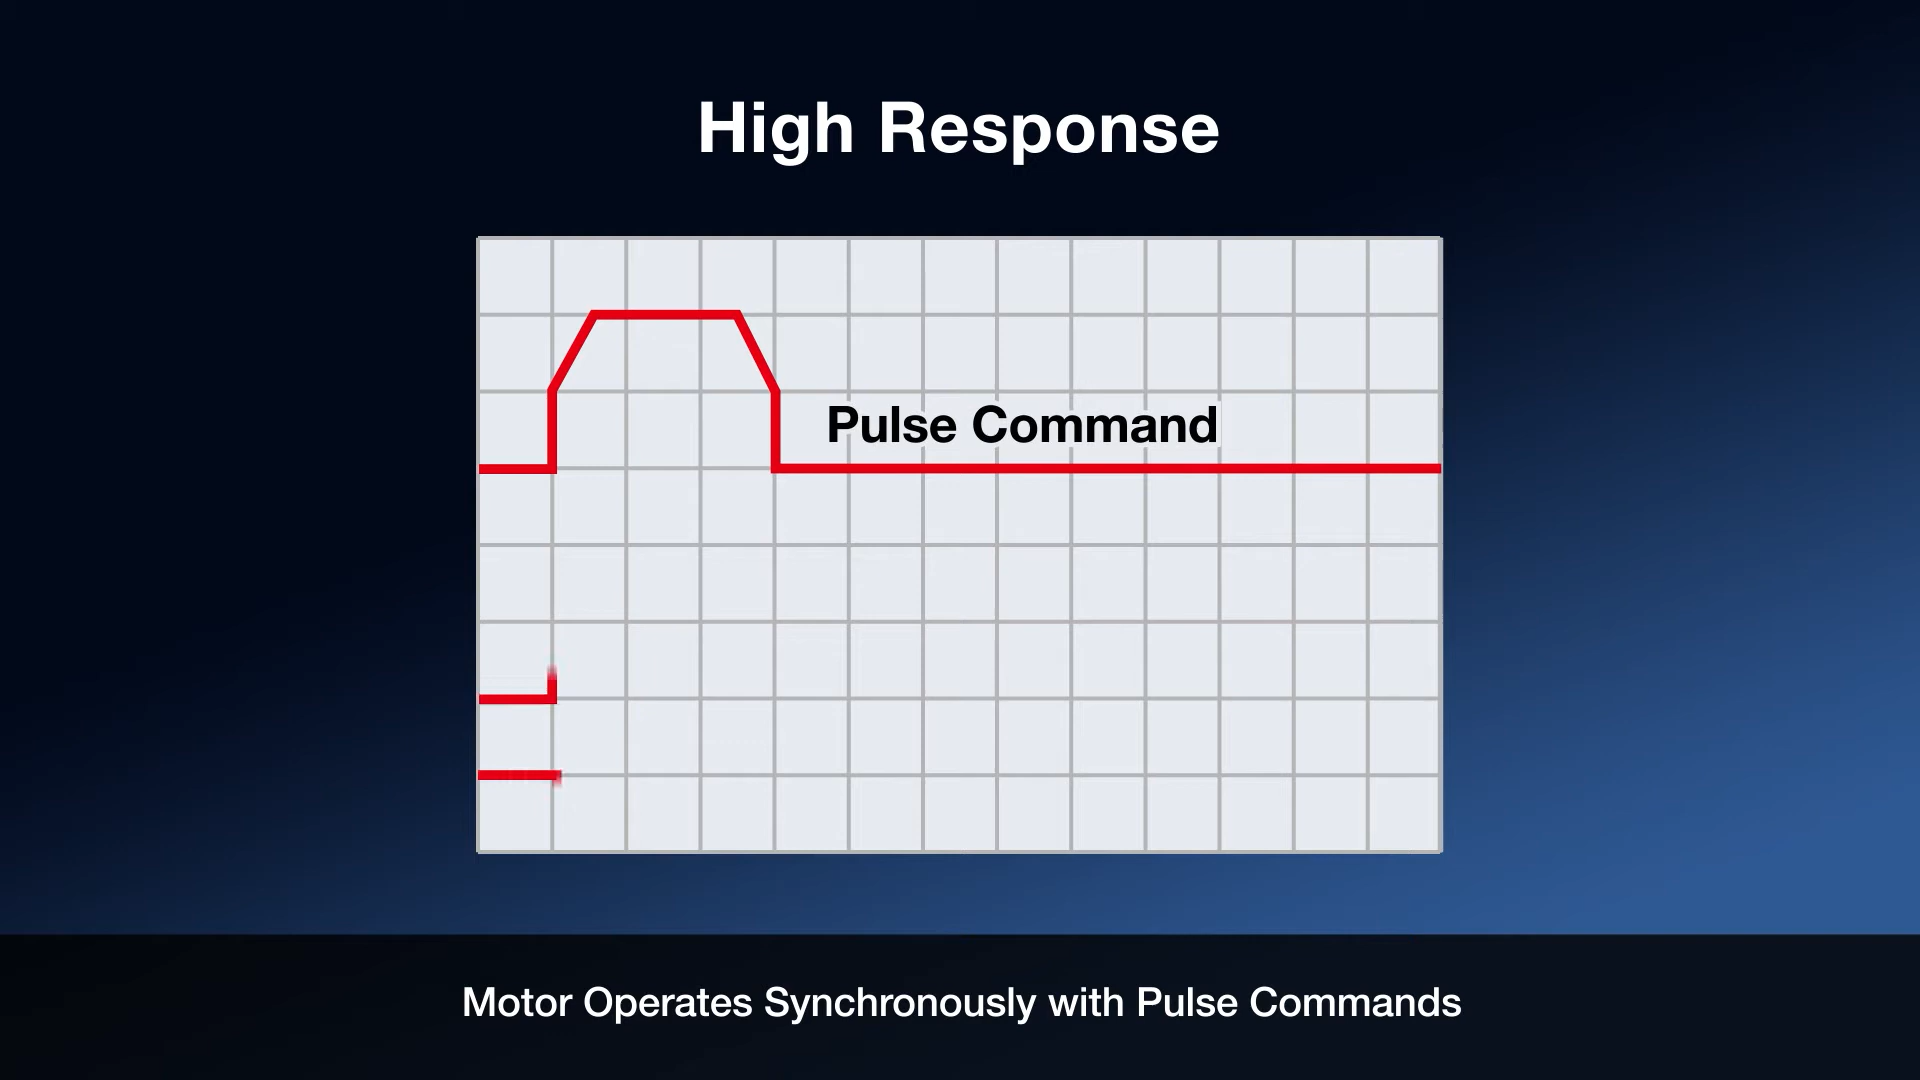 High Response
Pulse Command
Motor Operates Synchronously with Pulse Commands